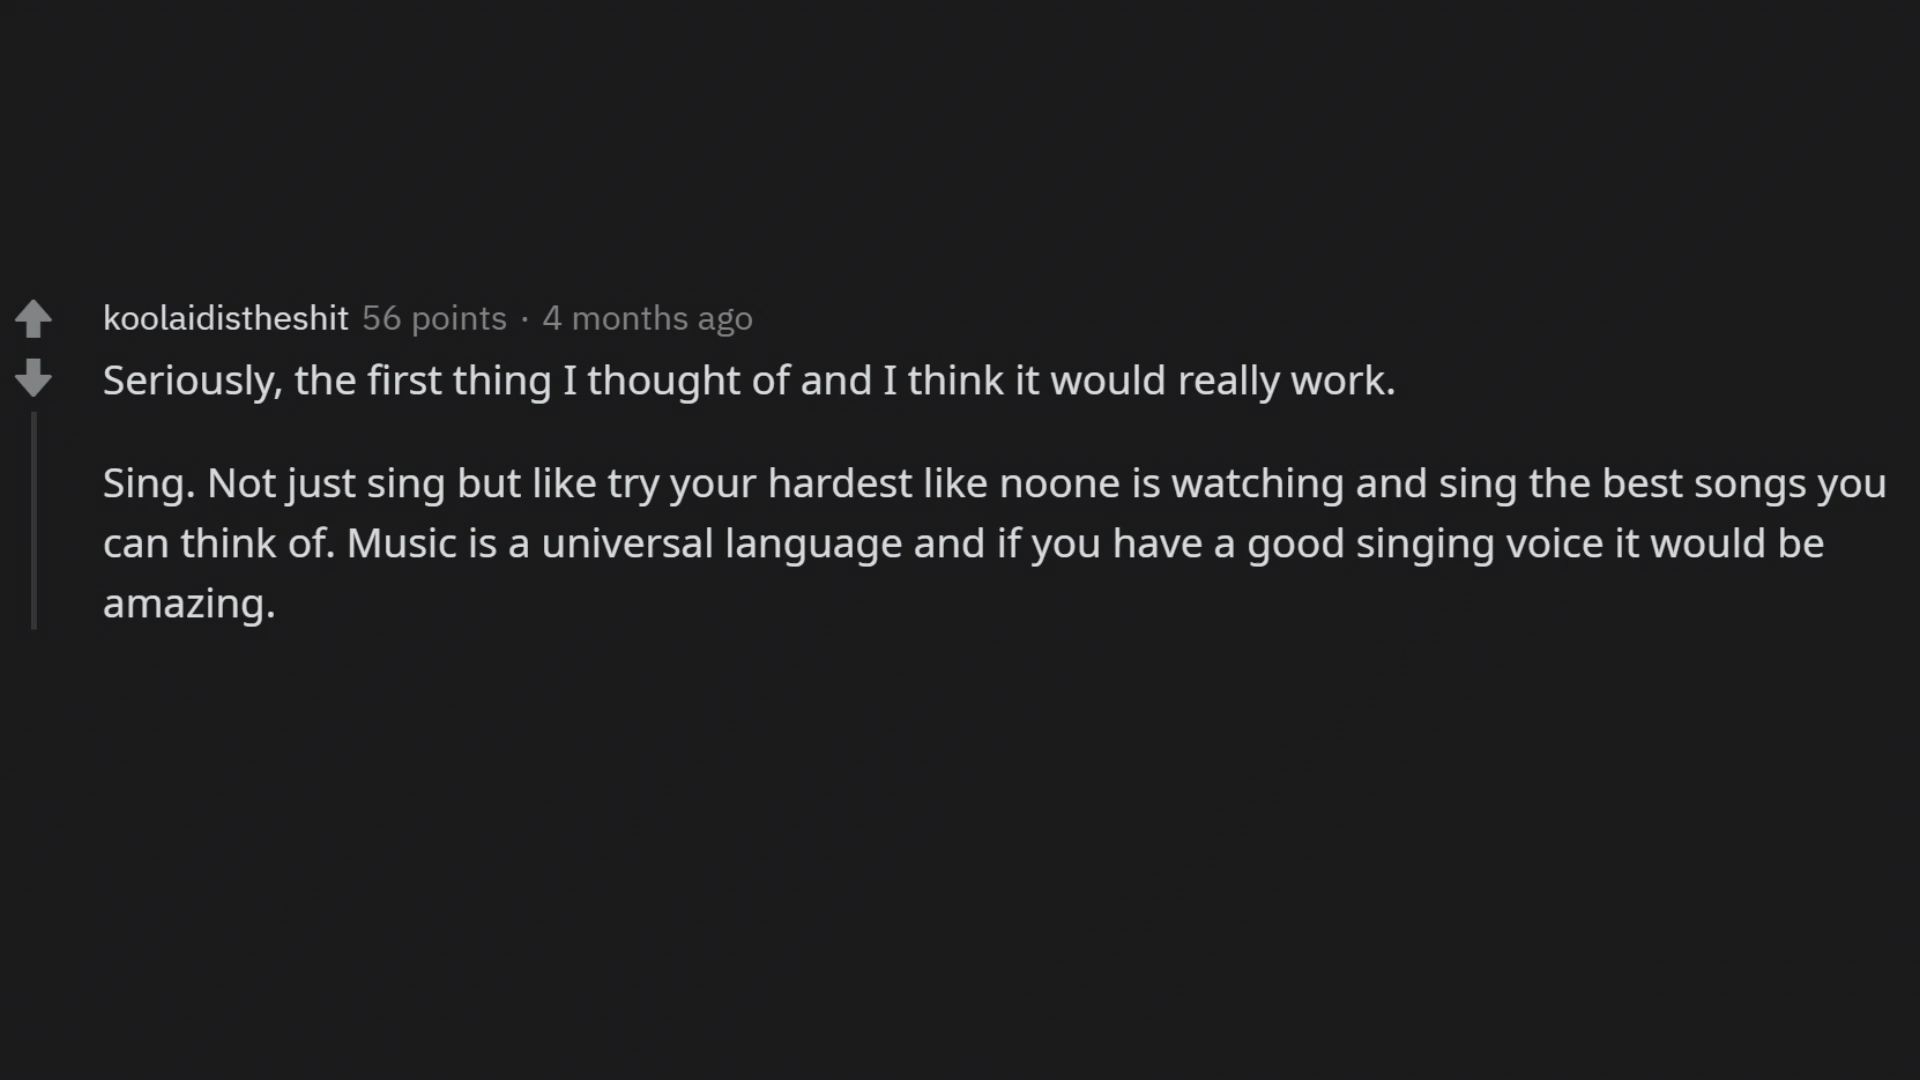 koolaidistheshit 56 points · 4 months ago
Seriously, the first thing I thought of and I think it would really work.
Sing. Not just sing but like try your hardest like noone is watching and sing the best songs you
can think of. Music is a universal language and if you have a good singing voice it would be
amazing.